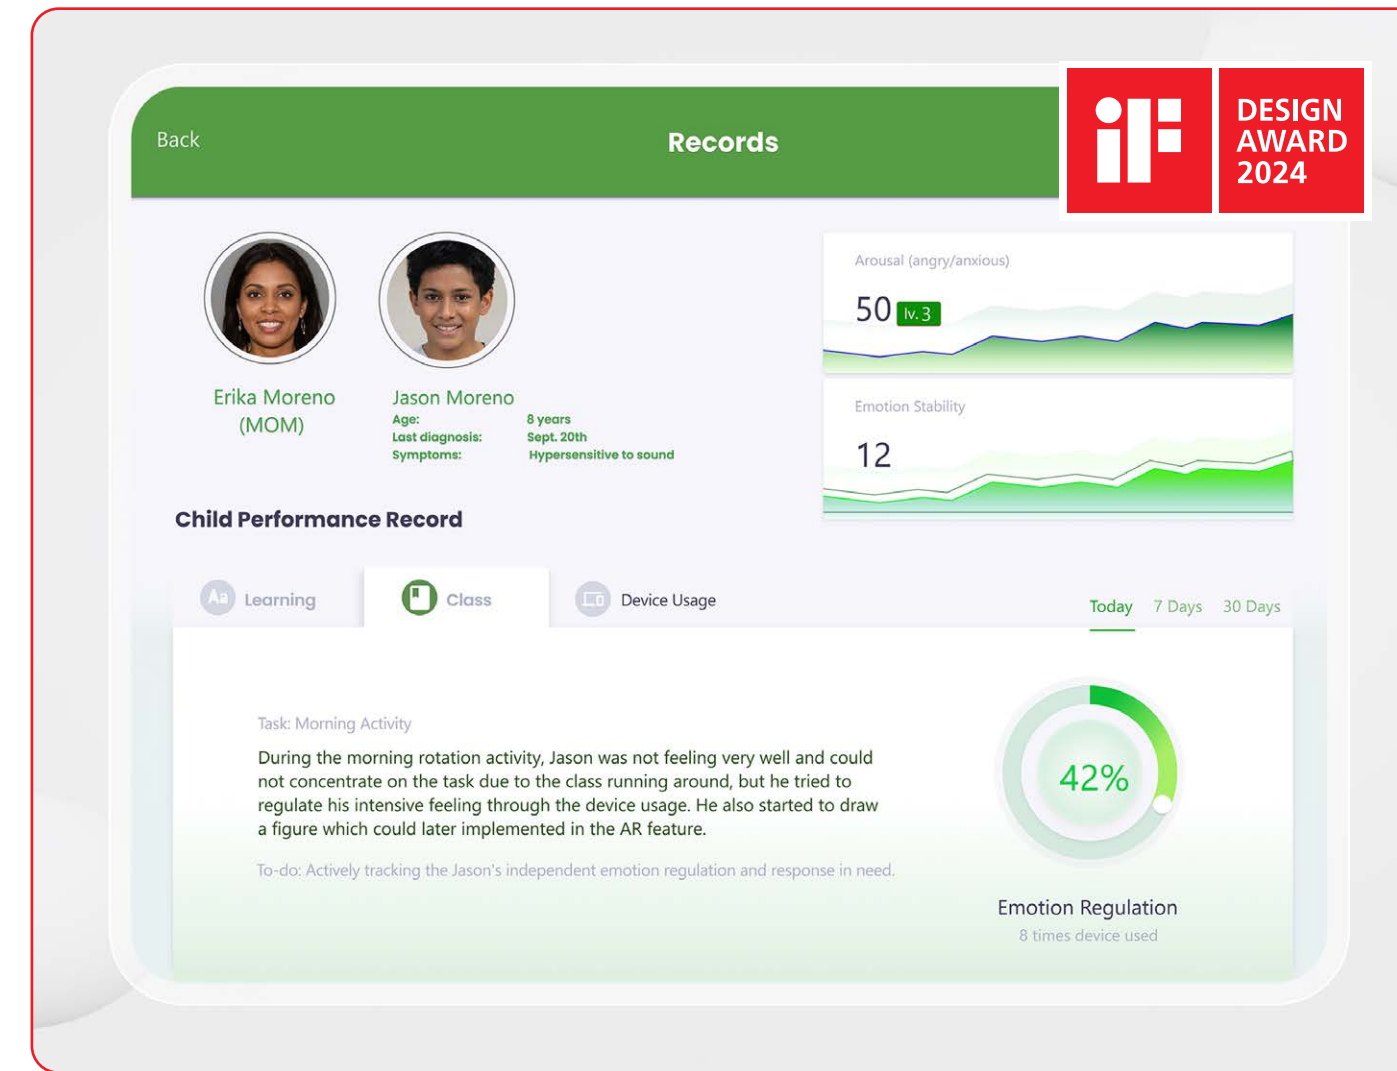 Back
Records
iF
DESIGN
AWARD
2024
Erika Moreno
(MOM)
Jason Moreno
Age: 8 years
Last diagnosis: Sept. 20th
Symptoms: Hypersensitive to sound
Arousal (angry/anxious)
50 lv. 3
Emotion Stability
12
Child Performance Record
Aa Learning
Class
Device Usage
Today 7 Days 30 Days
Task: Morning Activity
During the morning rotation activity, Jason was not feeling very well and could
not concentrate on the task due to the class running around, but he tried to
regulate his intensive feeling through the device usage. He also started to draw
a figure which could later implemented in the AR feature.
To-do: Actively tracking the Jason's independent emotion regulation and response in need.
42%
Emotion Regulation
8 times device used